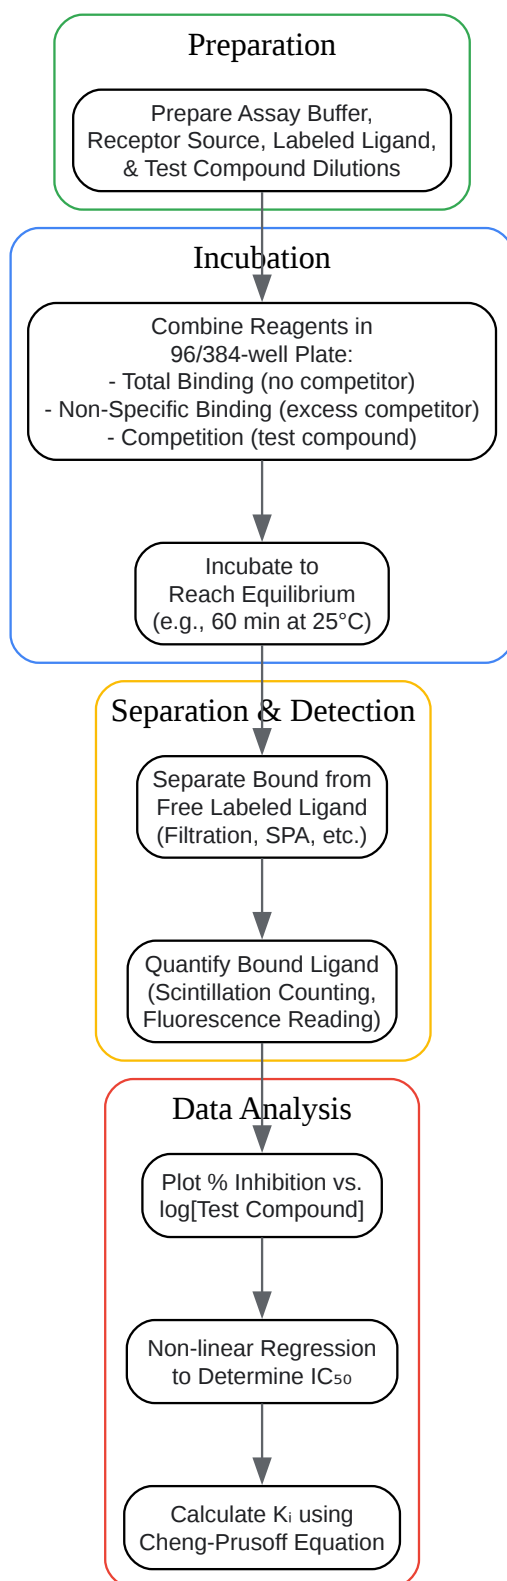 Preparation
Prepare Assay Buffer,
Receptor Source, Labeled Ligand,
& Test Compound Dilutions
Incubation
Combine Reagents in
96/384-well Plate:
- Total Binding (no competitor)
- Non-Specific Binding (excess competitor)
- Competition (test compound)
Incubate to
Reach Equilibrium
(e.g., 60 min at 25°C)
Separation & Detection
Separate Bound from
Free Labeled Ligand
(Filtration, SPA, etc.)
Quantify Bound Ligand
(Scintillation Counting,
Fluorescence Reading)
Data Analysis
Plot % Inhibition vs.
log[Test Compound]
Non-linear Regression
to Determine IC₅₀
Calculate Kᵢ using
Cheng-Prusoff Equation